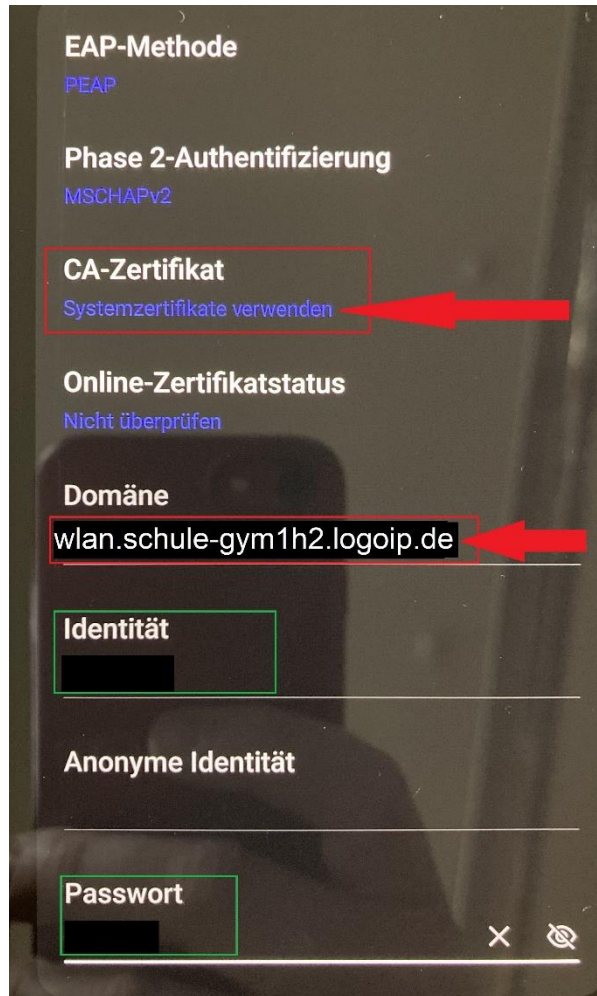 EAP-Methode
PEAP
Phase 2-Authentifizierung
MSCHAPv2
CA-Zertifikat
Systemzertifikate verwenden
Online-Zertifikatstatus
Nicht überprüfen
Domäne
wlan.schule-gym1h2.logoip.de
Identität
Anonyme Identität
Passwort